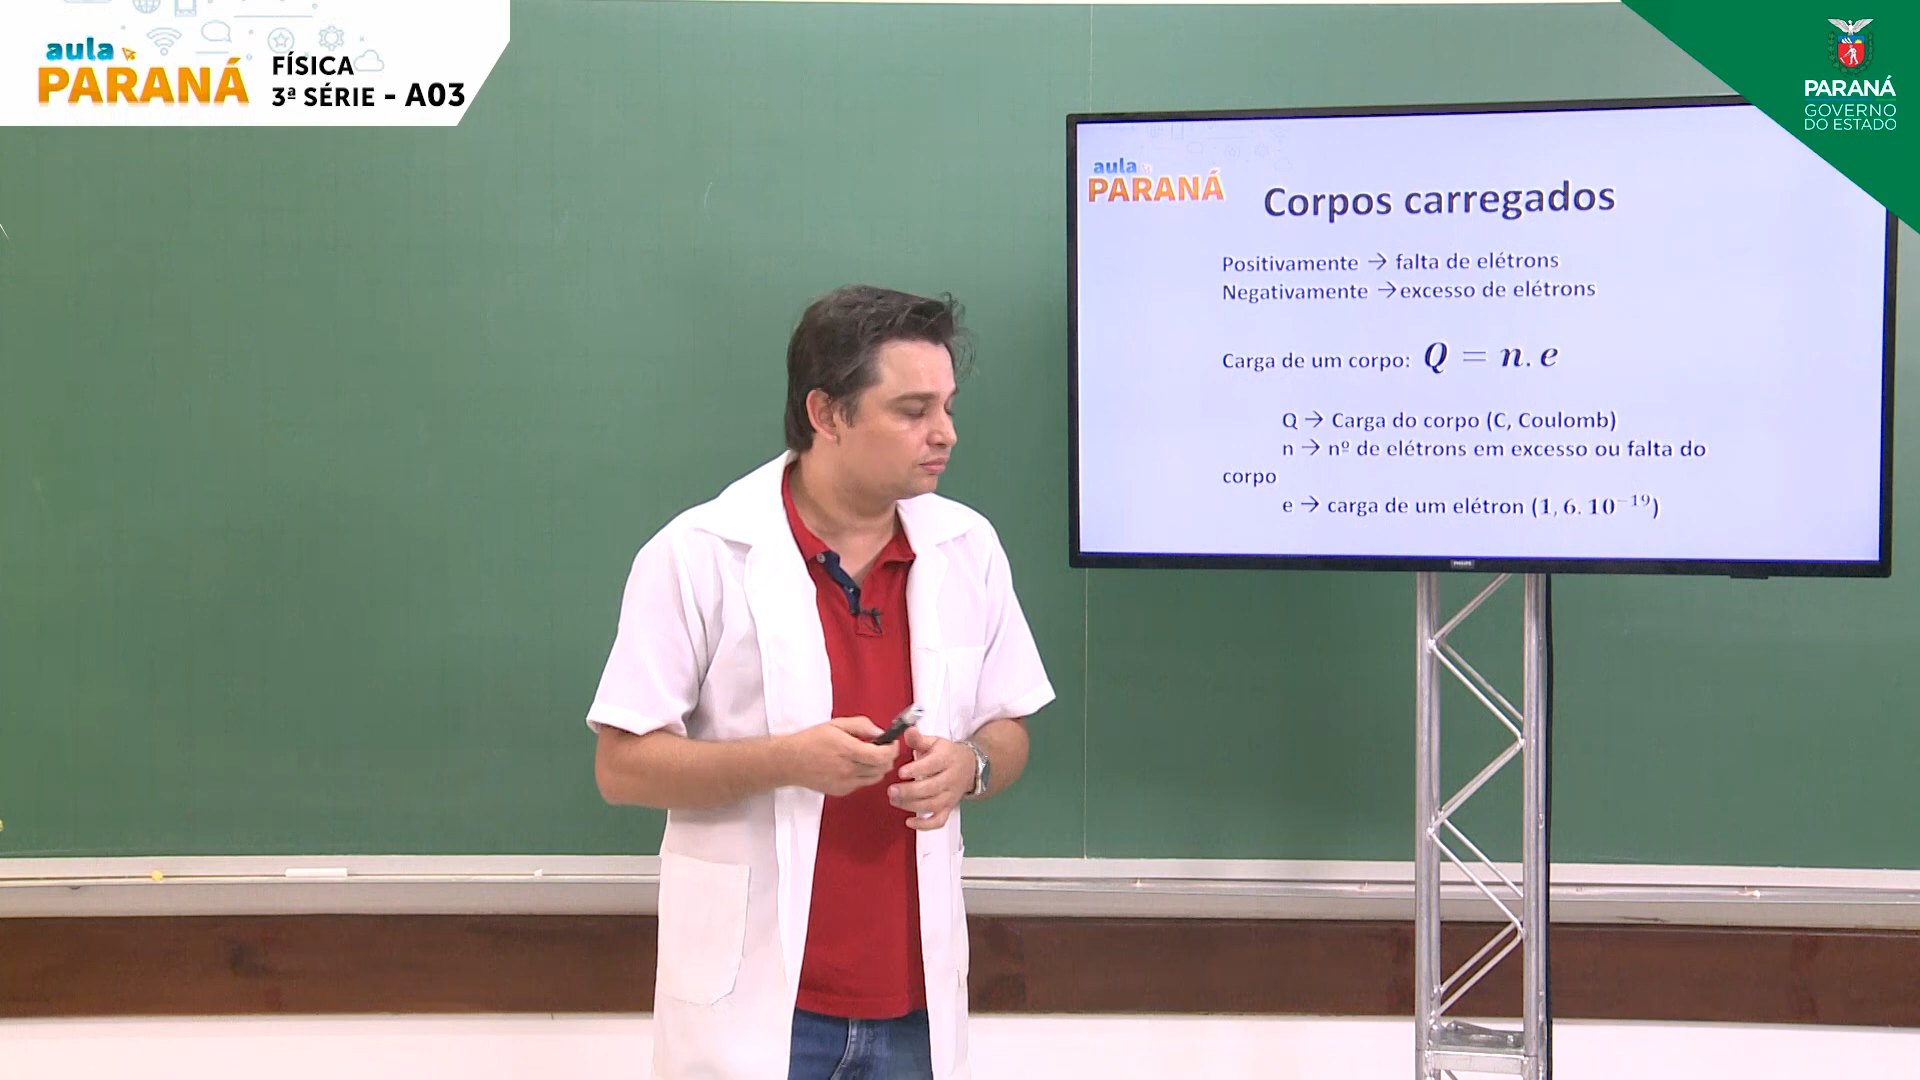 aula
PARANÁ
FÍSICA
3ª SÉRIE - A03
PARANÁ
GOVERNO
DO ESTADO
aula
PARANÁ
Corpos carregados
Positivamente → falta de elétrons
Negativamente →excesso de elétrons
Carga de um corpo: Q = n. e
Q → Carga do corpo (C, Coulomb)
n → nº de elétrons em excesso ou falta do
corpo
e → carga de um elétron (1, 6. 10⁻¹⁹)
PHILIPS